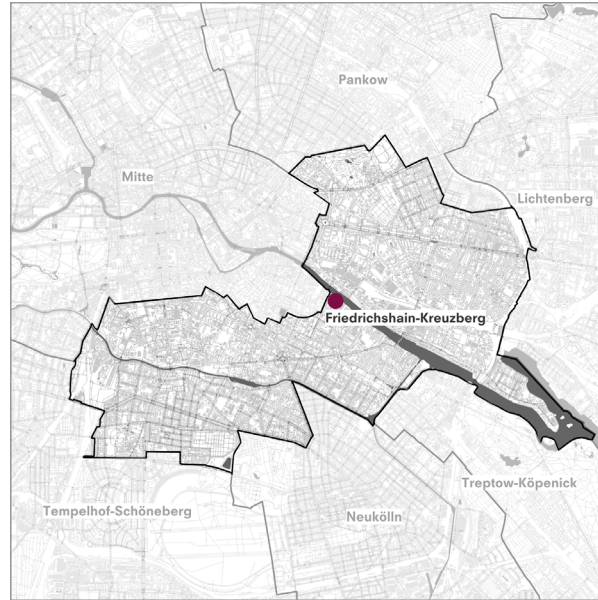 Pankow
Mitte
Lichtenberg
Friedrichshain-Kreuzberg
Treptow-Köpenick
Tempelhof-Schöneberg
Neukölln